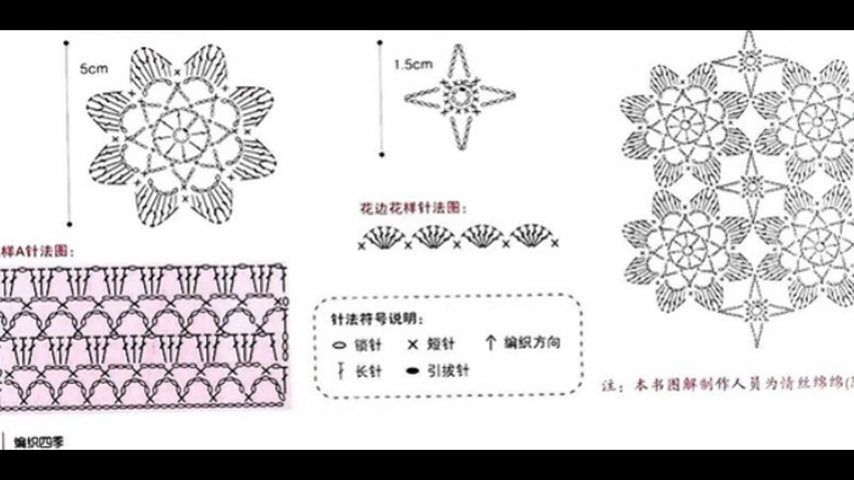 5cm
1.5cm
花边花样针法图：
样A针法图：
针法符号说明：
锁针 短针 编织方向
长针 引拔针
注：本书图解制作人员为情丝绵绵(
编织四季